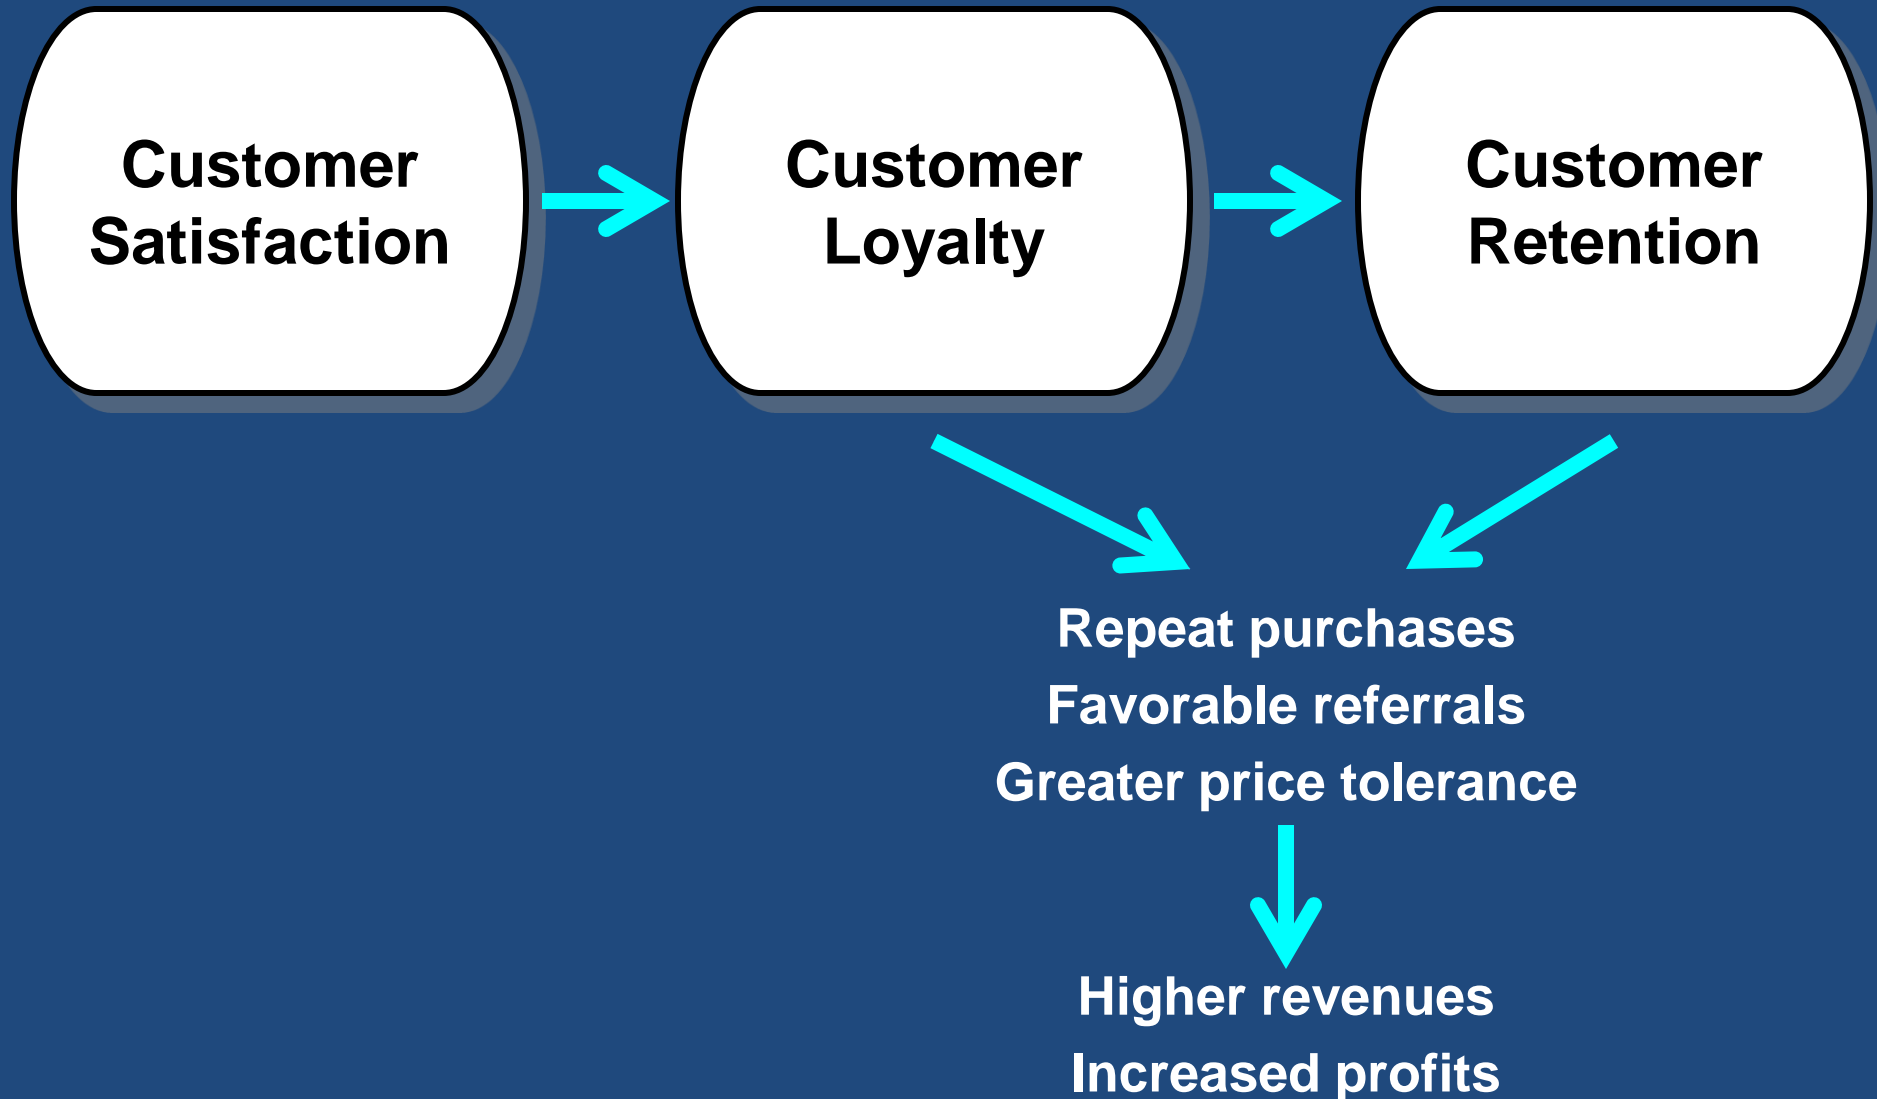 Customer
Satisfaction
Customer
Loyalty
Customer
Retention
Repeat purchases
Favorable referrals
Greater price tolerance
Higher revenues
Increased profits